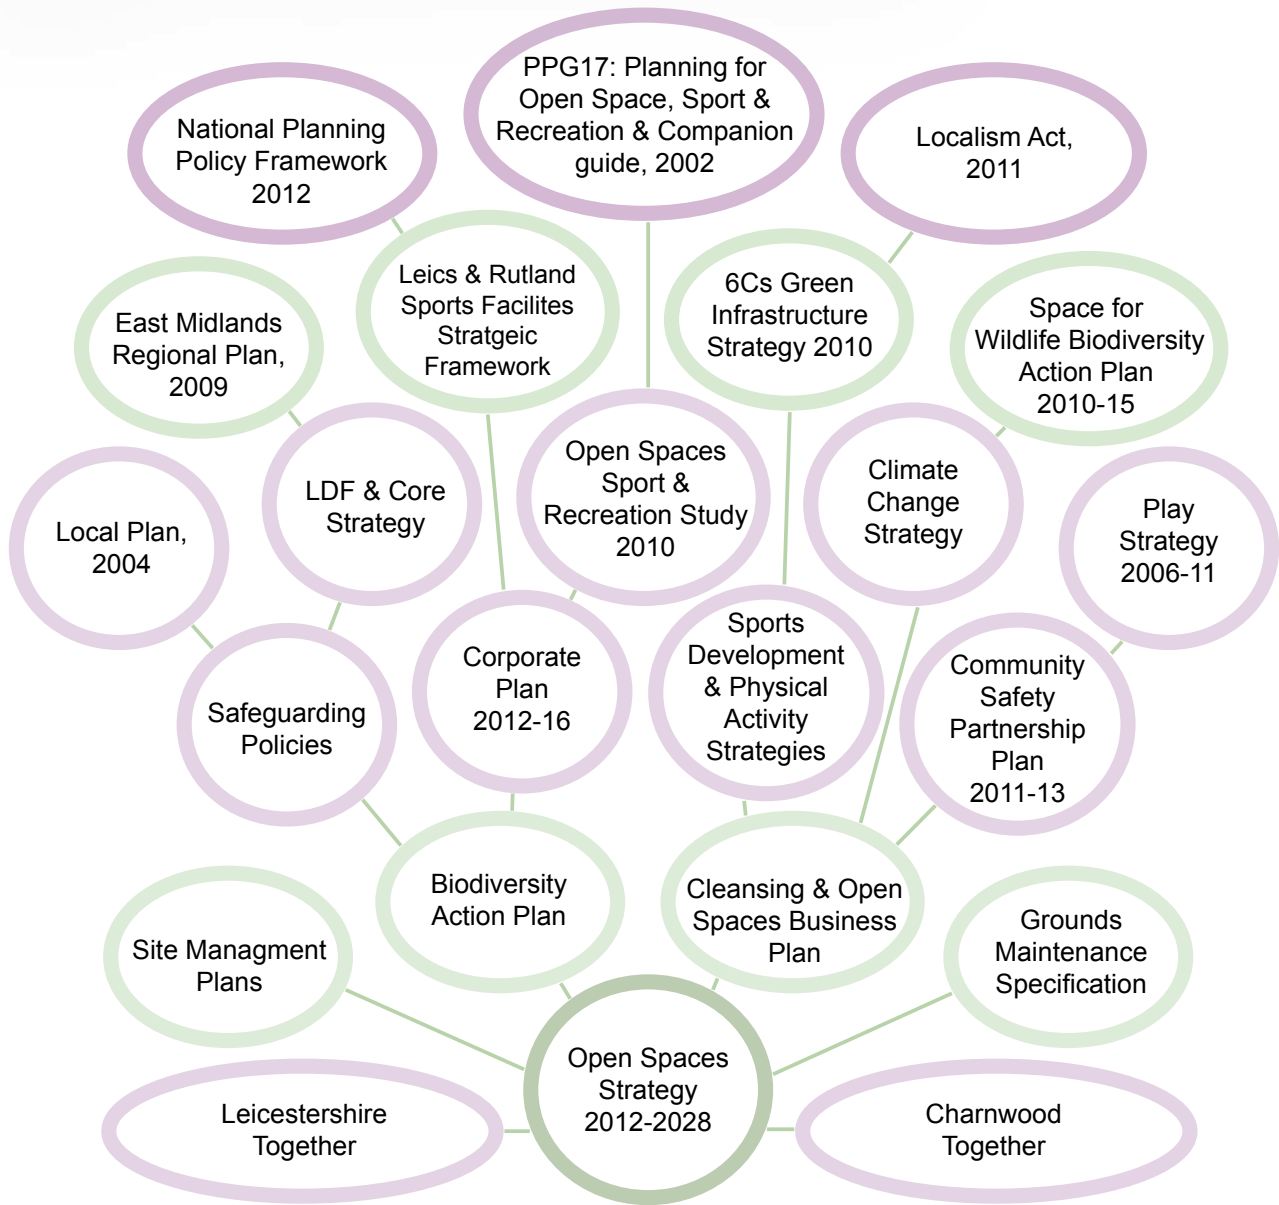 PPG17: Planning for
Open Space, Sport &
Recreation & Companion
guide, 2002
National Planning
Policy Framework
2012
Localism Act,
2011
Leics & Rutland
Sports Facilites
Stratgeic
Framework
6Cs Green
Infrastructure
Strategy 2010
East Midlands
Regional Plan,
2009
Space for
Wildlife Biodiversity
Action Plan
2010-15
Open Spaces
Sport &
Recreation Study
2010
LDF & Core
Strategy
Climate
Change
Strategy
Local Plan,
2004
Play
Strategy
2006-11
Safeguarding
Policies
Corporate
Plan
2012-16
Sports
Development
& Physical
Activity
Strategies
Community
Safety
Partnership
Plan
2011-13
Biodiversity
Action Plan
Cleansing & Open
Spaces Business
Plan
Site Managment
Plans
Grounds
Maintenance
Specification
Open Spaces
Strategy
2012-2028
Leicestershire
Together
Charnwood
Together